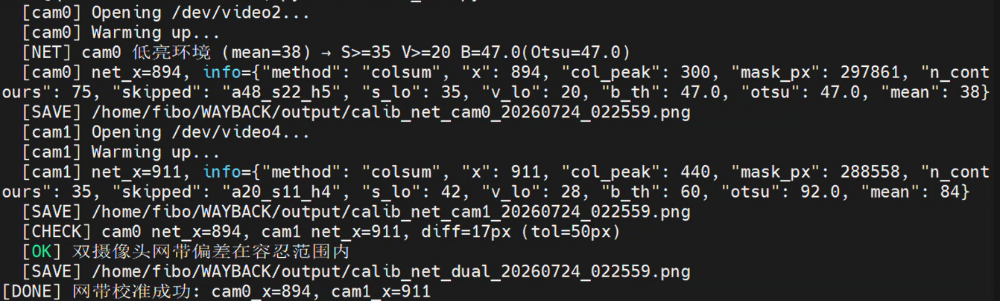 [cam0] Opening /dev/video2...
[cam0] Warming up...
[NET] cam0 低亮环境 (mean=38) → S>=35 V>=20 B=47.0(Otsu=47.0)
[cam0] net_x=894, info={"method": "colsum", "x": 894, "col_peak": 300, "mask_px": 297861, "n_cont
ours": 75, "skipped": "a48_s22_h5", "s_lo": 35, "v_lo": 20, "b_th": 47.0, "otsu": 47.0, "mean": 38}
[SAVE] /home/fibo/WAYBACK/output/calib_net_cam0_20260724_022559.png
[cam1] Opening /dev/video4...
[cam1] Warming up...
[cam1] net_x=911, info={"method": "colsum", "x": 911, "col_peak": 440, "mask_px": 288558, "n_cont
ours": 35, "skipped": "a20_s11_h4", "s_lo": 42, "v_lo": 28, "b_th": 60, "otsu": 92.0, "mean": 84}
[SAVE] /home/fibo/WAYBACK/output/calib_net_cam1_20260724_022559.png
[CHECK] cam0 net_x=894, cam1 net_x=911, diff=17px (tol=50px)
[OK] 双摄像头网带偏差在容忍范围内
[SAVE] /home/fibo/WAYBACK/output/calib_net_dual_20260724_022559.png
[DONE] 网带校准成功: cam0_x=894, cam1_x=911